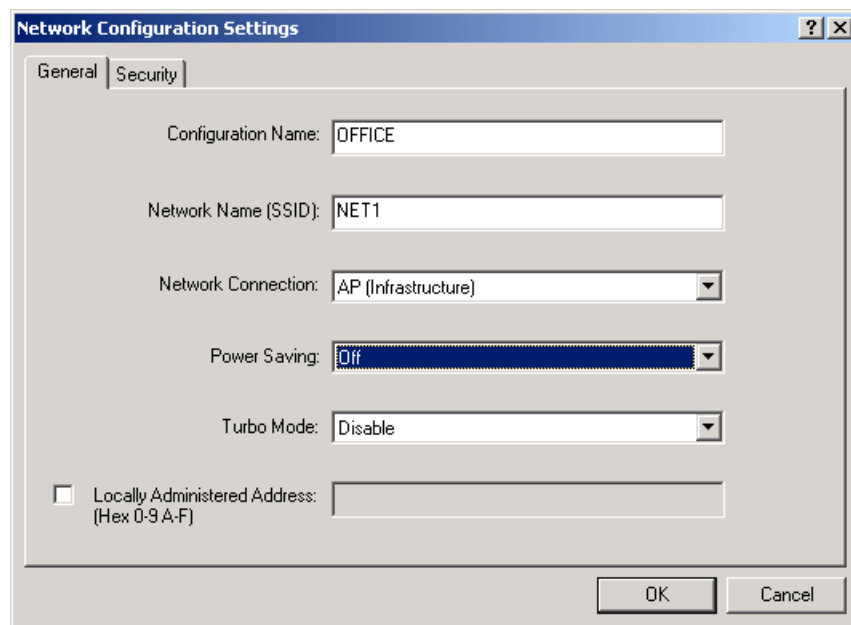 Network Configuration Settings
General Security
Configuration Name: OFFICE
Network Name (SSID): NET1
Network Connection: AP (Infrastructure)
Power Saving: Off
Turbo Mode: Disable
Locally Administered Address:
(Hex 0-9 A-F)
OK Cancel